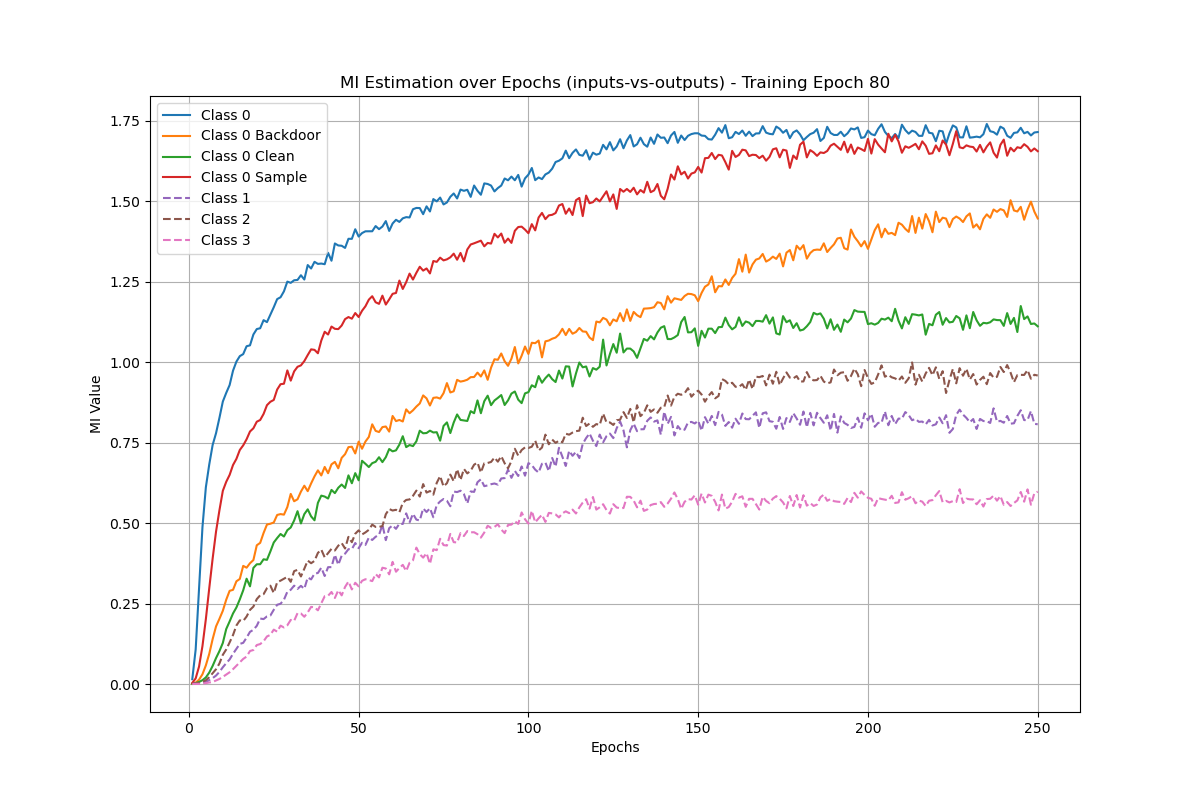 MI Estimation over Epochs (inputs-vs-outputs) - Training Epoch 80
Class 0
Class 0 Backdoor
Class 0 Clean
Class 0 Sample
Class 1
Class 2
Class 3
MI Value
1.75
1.50
1.25
1.00
0.75
0.50
0.25
0.00
0 50 100 150 200 250
Epochs